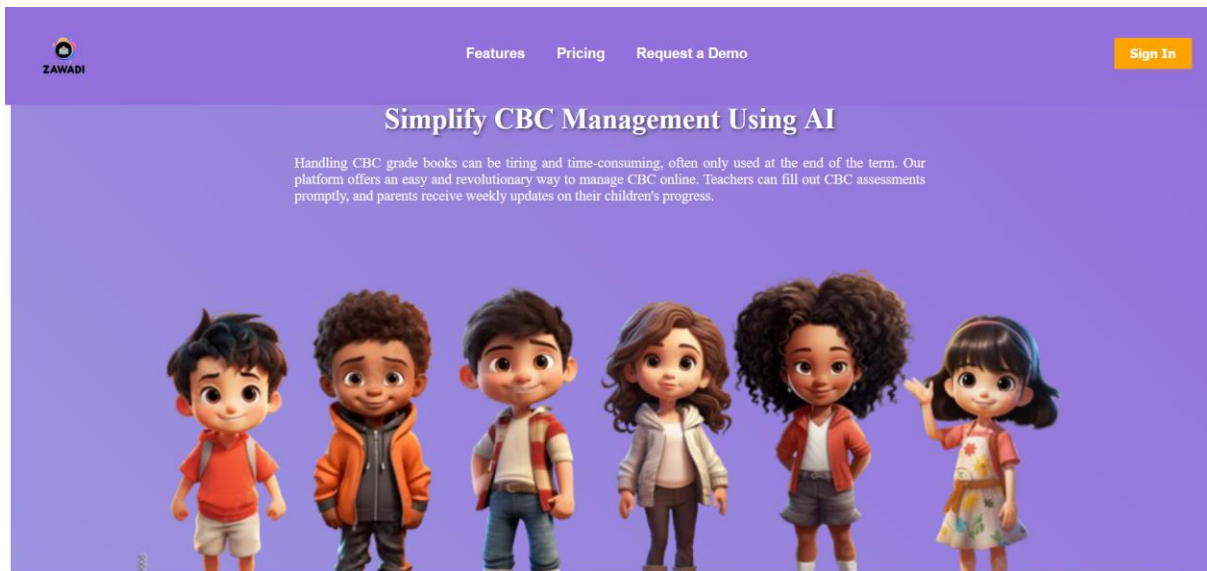 ZAWADI
Features Pricing Request a Demo
Sign In
Simplify CBC Management Using AI
Handling CBC grade books can be tiring and time-consuming, often only used at the end of the term. Our
platform offers an easy and revolutionary way to manage CBC online. Teachers can fill out CBC assessments
promptly, and parents receive weekly updates on their children's progress.